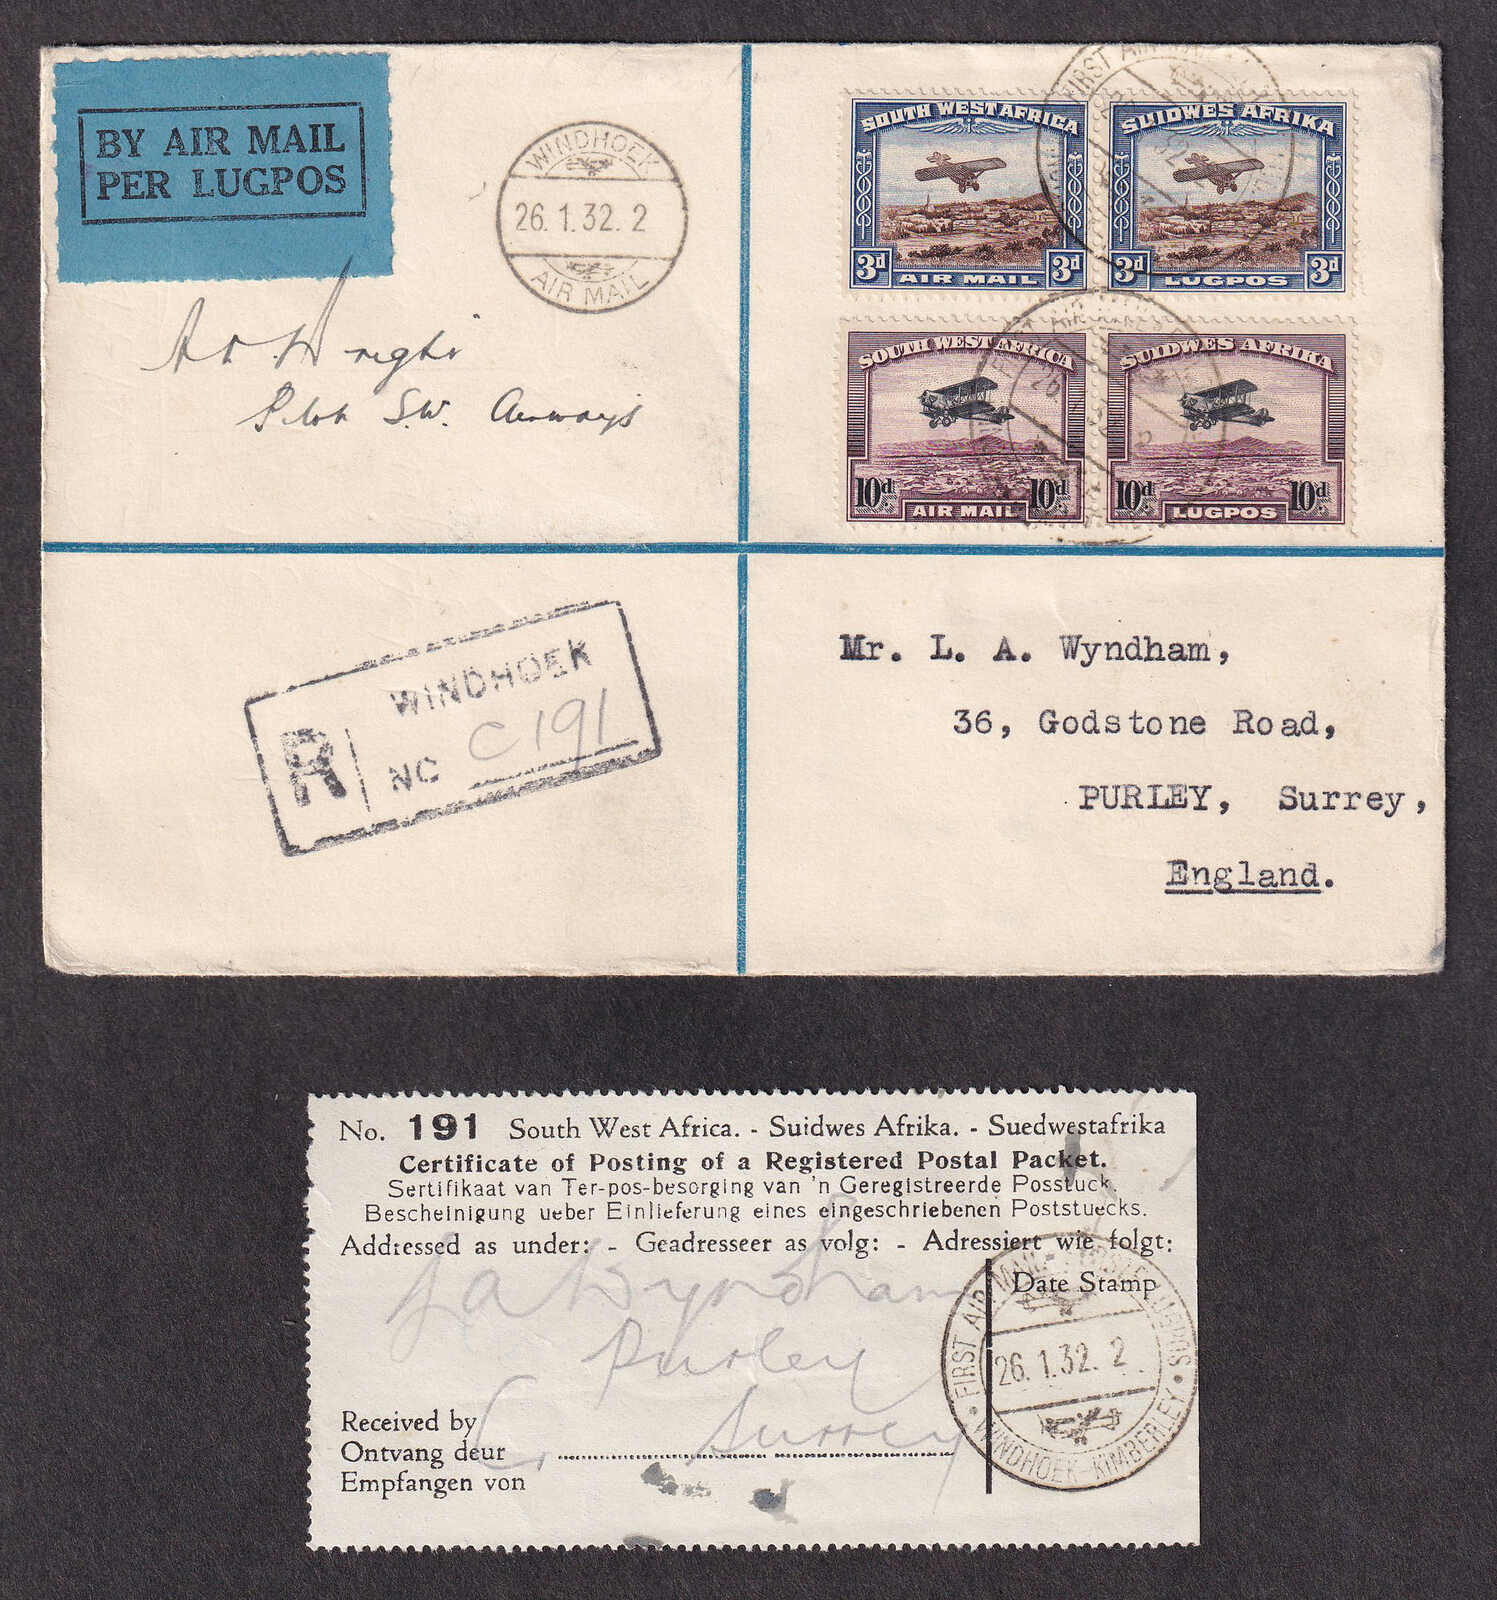 BY AIR MAIL
PER LUGPOS
WINDHOEK
26.1.32.2
AIR MAIL
SOUTH WEST AFRICA
3d 3d
AIR MAIL
SUIDWES AFRIKA
3d 3d
LUGPOS
SOUTH WEST AFRICA
10d. 10d.
AIR MAIL
SUIDWES AFRIKA
10d. 10d.
LUGPOS
Wright
Pilot S.W. Airways
R WINDHOEK
NO C191
Mr. L. A. Wyndham,
36, Godstone Road,
PURLEY, Surrey,
England.
No. 191 South West Africa. - Suidwes Afrika. - Suedwestafrika
Certificate of Posting of a Registered Postal Packet.
Sertifikaat van Ter-pos-besorging van 'n Geregistreerde Posstuck.
Bescheinigung ueber Einlieferung eines eingeschriebenen Poststuecks.
Addressed as under: - Geadresseer as volg: - Adressiert wie folgt:
L A Wyndham
Purley
Surrey
Date Stamp
FIRST AIR MAIL
LUGPOS
26.1.32.2
WINDHOEK-KIMBERLEY
Received by
Ontvang deur
Empfangen von